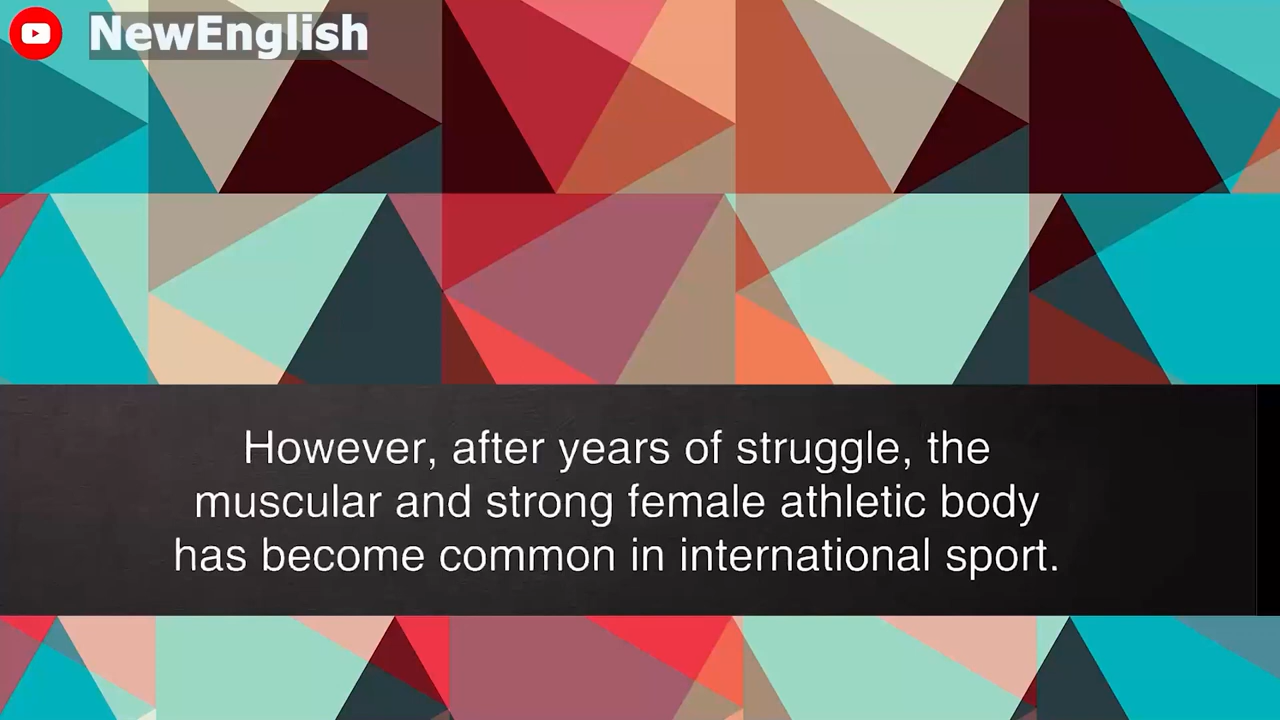 NewEnglish
However, after years of struggle, the
muscular and strong female athletic body
has become common in international sport.